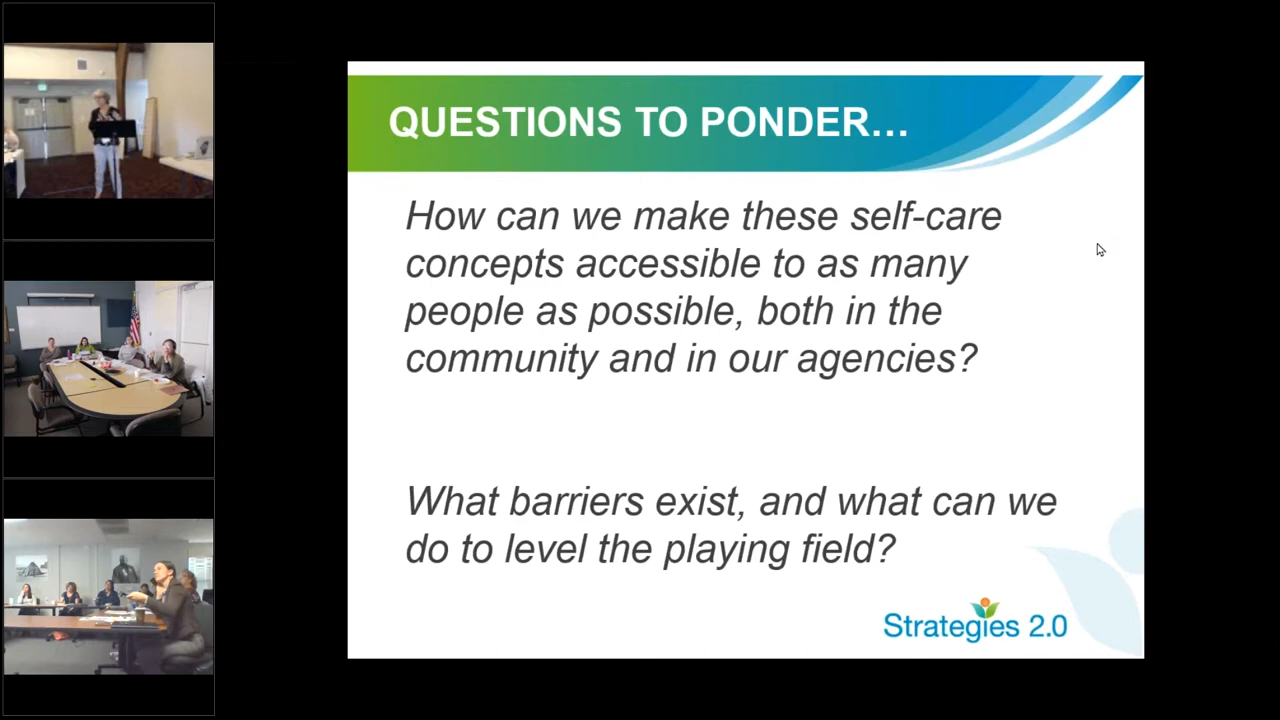 QUESTIONS TO PONDER…
How can we make these self-care
concepts accessible to as many
people as possible, both in the
community and in our agencies?
What barriers exist, and what can we
do to level the playing field?
Strategies 2.0